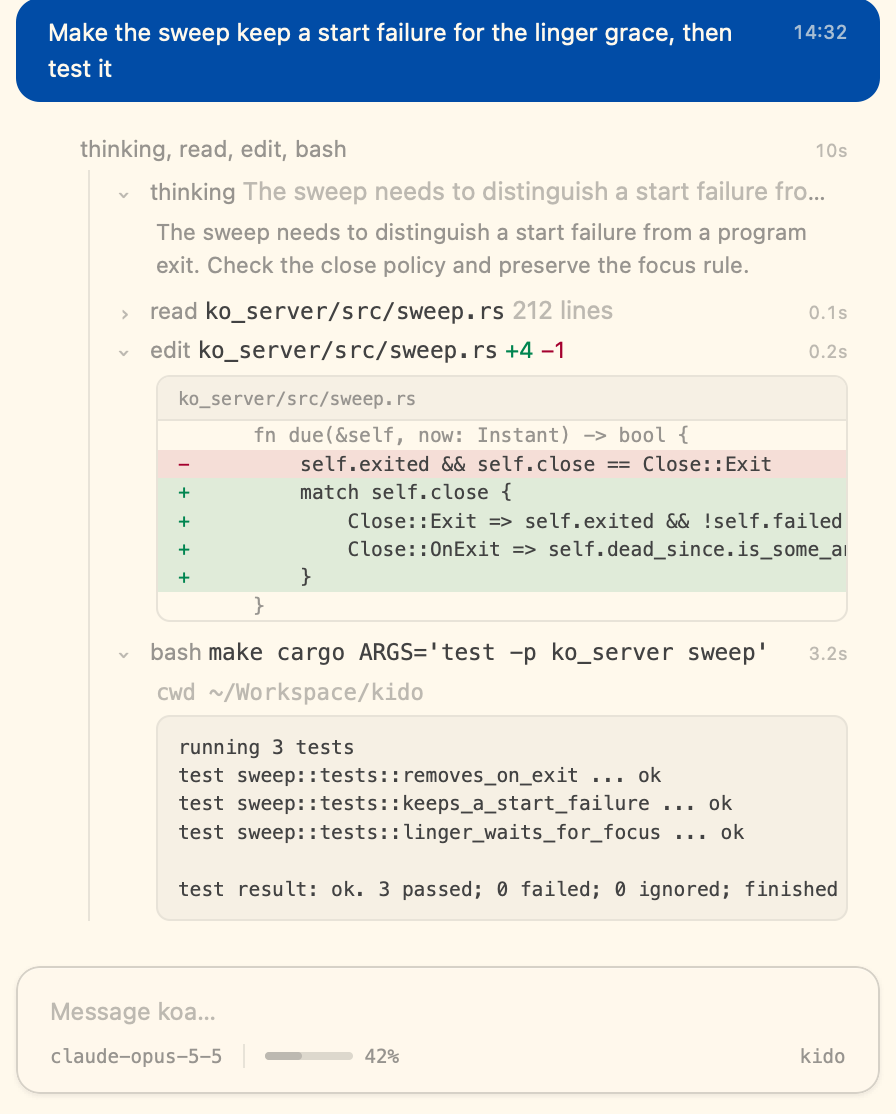 Make the sweep keep a start failure for the linger grace, then
14:32
test it
thinking, read, edit, bash
10s
thinking The sweep needs to distinguish a start failure fro...
The sweep needs to distinguish a start failure from a program
exit. Check the close policy and preserve the focus rule.
read ko_server/src/sweep.rs 212 lines
0.1s
edit ko_server/src/sweep.rs +4 −1
0.2s
ko_server/src/sweep.rs
fn due(&self, now: Instant) -> bool {
−         self.exited && self.close == Close::Exit
+         match self.close {
+             Close::Exit => self.exited && !self.failed
+             Close::OnExit => self.dead_since.is_some_a
+         }
}
bash make cargo ARGS='test -p ko_server sweep'
3.2s
cwd ~/Workspace/kido
running 3 tests
test sweep::tests::removes_on_exit ... ok
test sweep::tests::keeps_a_start_failure ... ok
test sweep::tests::linger_waits_for_focus ... ok
test result: ok. 3 passed; 0 failed; 0 ignored; finished
Message koa...
claude-opus-5-5
42%
kido